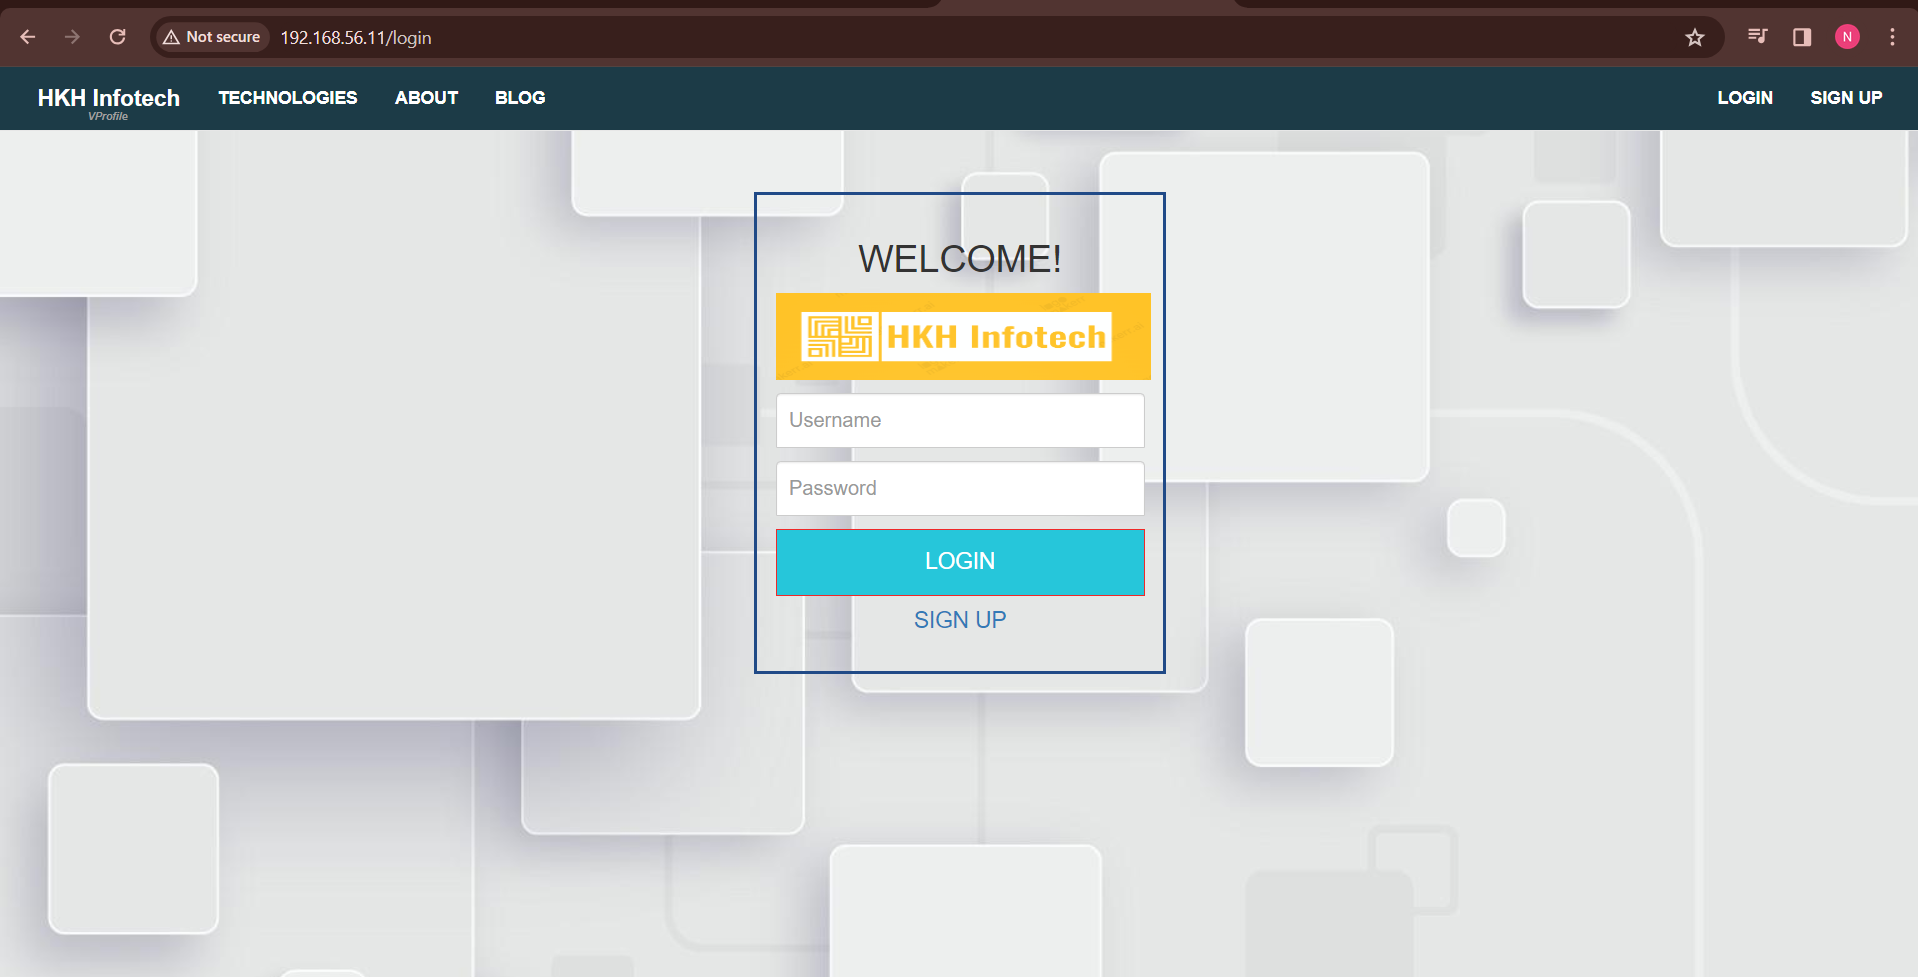 Not secure 192.168.56.11/login N
HKH Infotech TECHNOLOGIES ABOUT BLOG LOGIN SIGN UP
VProfile
WELCOME!
HKH Infotech
Username
Password
LOGIN
SIGN UP